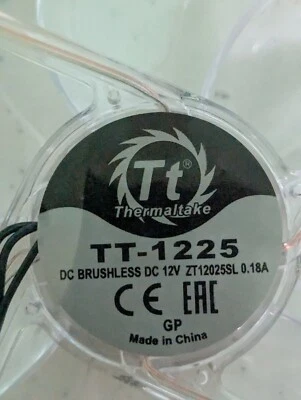 Tt®
Thermaltake
TT-1225
DC BRUSHLESS DC 12V ZT12025SL 0.18A
CE EAC
GP
Made in China